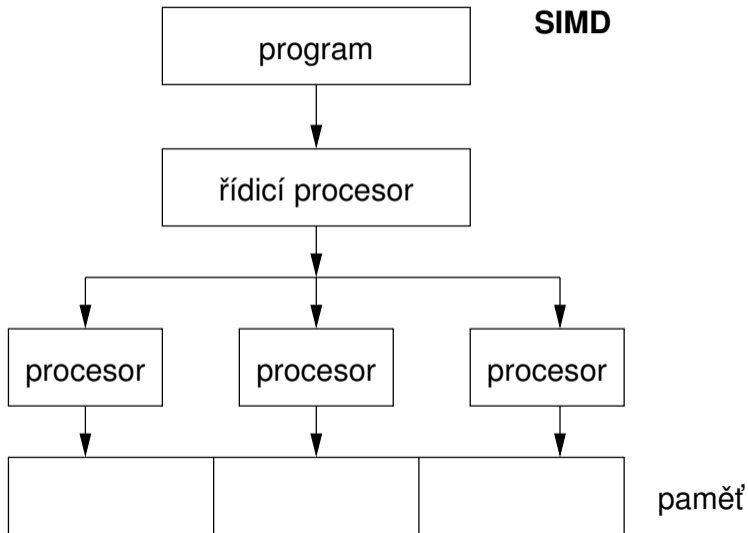 SIMD
program
řídicí procesor
procesor
procesor
procesor
paměť